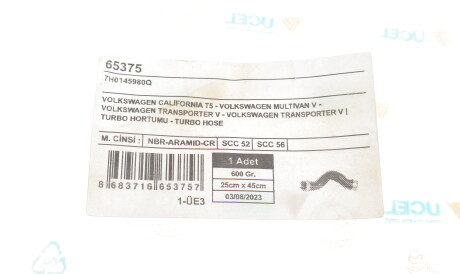 UCEL
65375
7H0145980Q
VOLKSWAGEN CALIFORNIA T5 - VOLKSWAGEN MULTIVAN V -
VOLKSWAGEN TRANSPORTER V - VOLKSWAGEN TRANSPORTER V |
TURBO HORTUMU - TURBO HOSE
M. CİNSİ : NBR-ARAMID-CR SCC 52 SCC 56
1 Adet
600 Gr.
25cm x 45cm
03/08/2023
8 683716 653757
1-ÜE3
UCEL